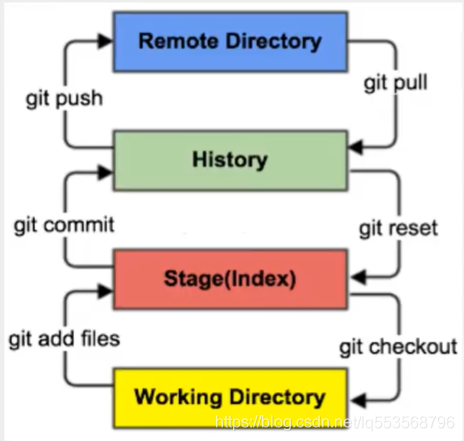 Remote Directory
git push
git pull
History
git commit
git reset
Stage(Index)
git add files
git checkout
Working Directory
https://blog.csdn.net/lq553568796